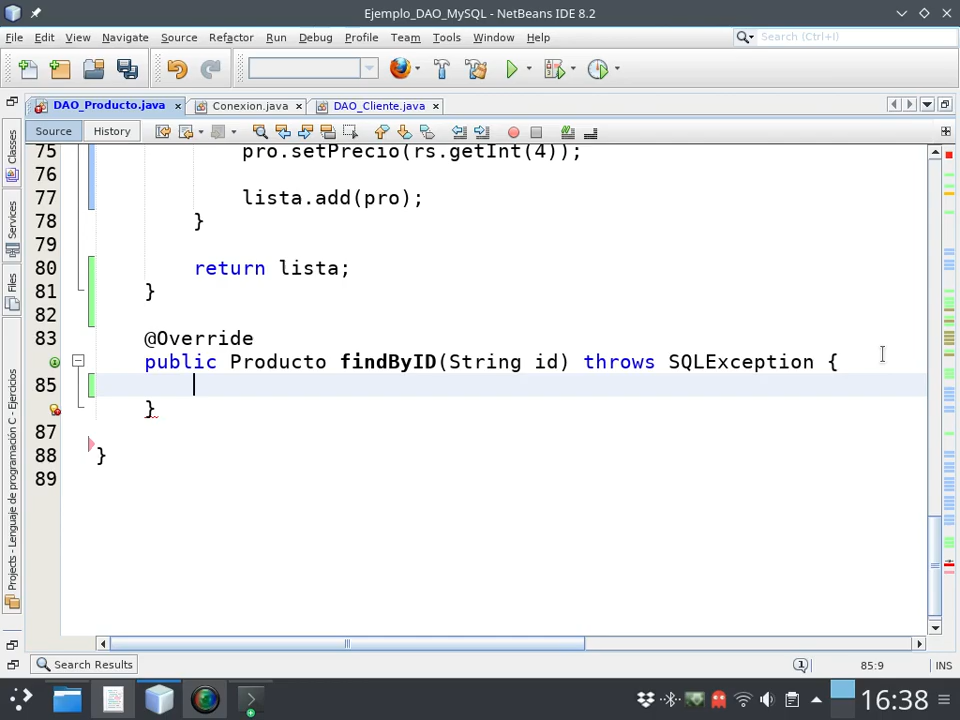 Ejemplo_DAO_MySQL - NetBeans IDE 8.2
File Edit View Navigate Source Refactor Run Debug Profile Team Tools Window Help
Search (Ctrl+I)
DAO_Producto.java Conexion.java DAO_Cliente.java
Source History
Classes
Services
Files
Projects - Lenguaje de programación C - Ejercicios
75 pro.setPrecio(rs.getInt(4));
76
77 lista.add(pro);
78 }
79
80 return lista;
81 }
82
83 @Override
public Producto findByID(String id) throws SQLException {
85
}
87
88 }
89
Search Results
1
85:9
INS
16:38